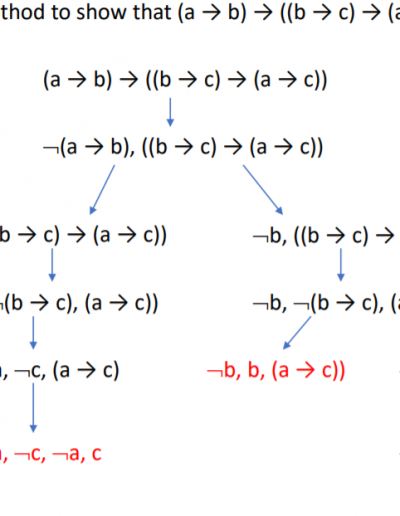 thod to show that (a → b) → ((b → c) → (a
(a → b) → ((b → c) → (a → c))
¬(a → b), ((b → c) → (a → c))
b → c) → (a → c)) ¬b, ((b → c) →
(b → c), (a → c)) ¬b, ¬(b → c), (
, ¬c, (a → c) ¬b, b, (a → c))
, ¬c, ¬a, c